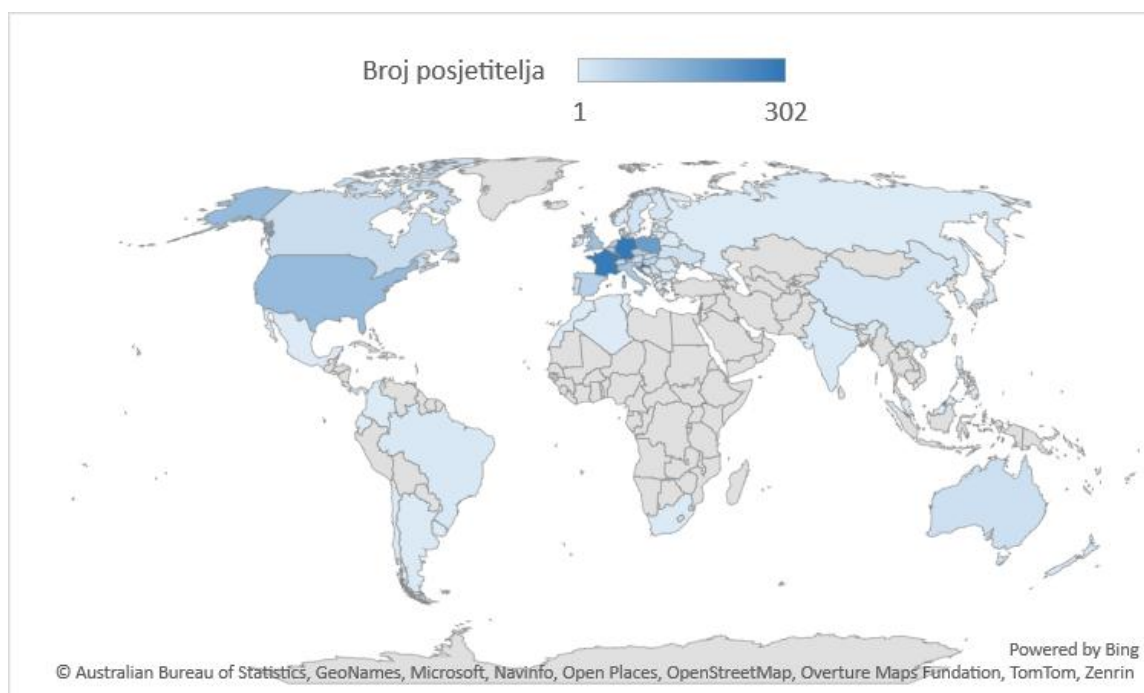 Broj posjetitelja
1 302
Powered by Bing
© Australian Bureau of Statistics, GeoNames, Microsoft, Navinfo, Open Places, OpenStreetMap, Overture Maps Fundation, TomTom, Zenrin